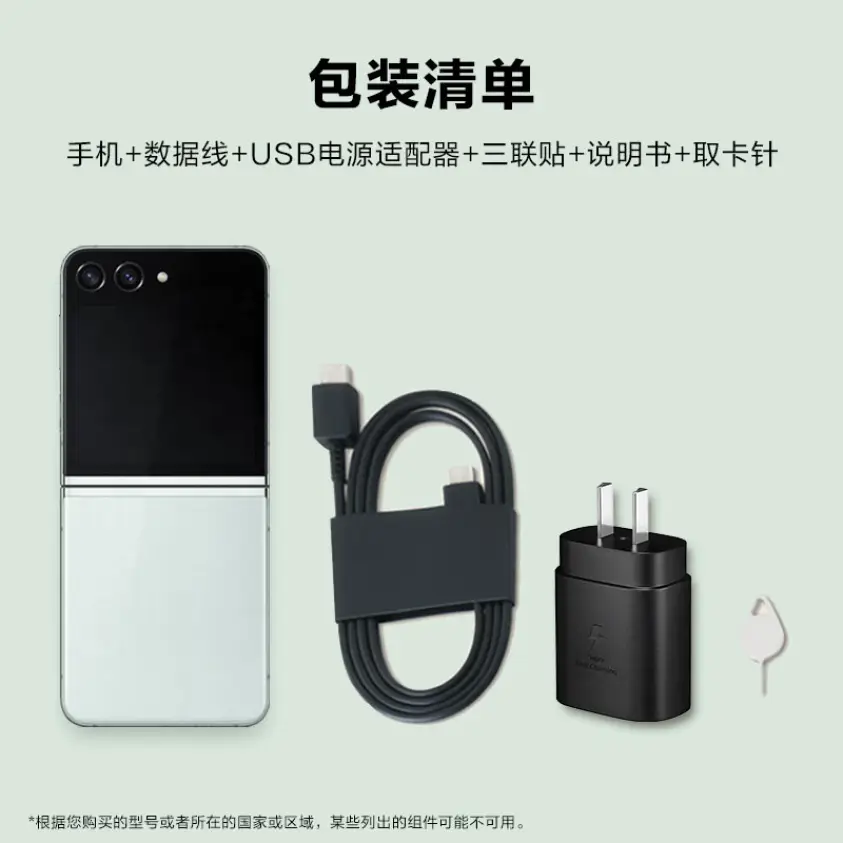 包装清单
手机+数据线+USB电源适配器+三联贴+说明书+取卡针
*根据您购买的型号或者所在的国家或区域，某些列出的组件可能不可用。